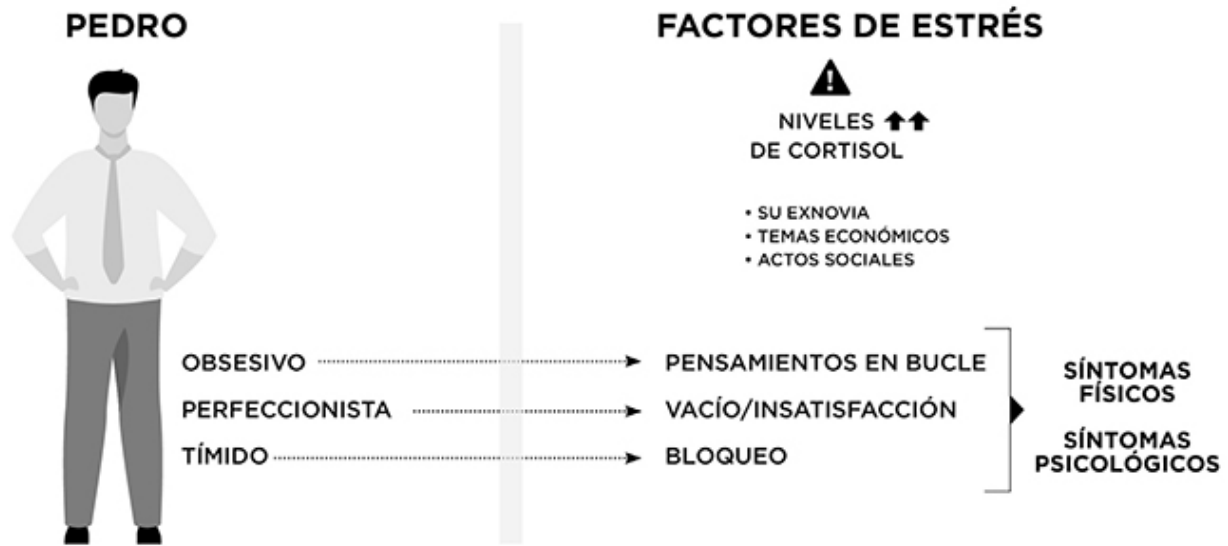 PEDRO
FACTORES DE ESTRÉS
NIVELES
DE CORTISOL
• SU EXNOVIA
• TEMAS ECONÓMICOS
• ACTOS SOCIALES
OBSESIVO
PENSAMIENTOS EN BUCLE
PERFECCIONISTA
VACÍO/INSATISFACCIÓN
TÍMIDO
BLOQUEO
SÍNTOMAS
FÍSICOS
SÍNTOMAS
PSICOLÓGICOS